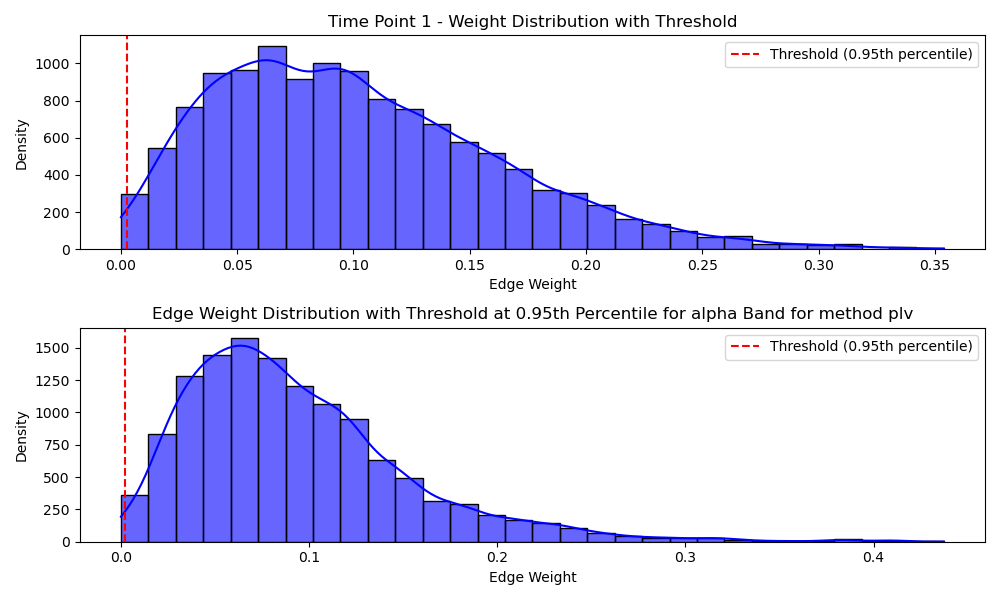 Time Point 1 - Weight Distribution with Threshold
Threshold (0.95th percentile)
Density
1000
800
600
400
200
0
0.00 0.05 0.10 0.15 0.20 0.25 0.30 0.35
Edge Weight
Edge Weight Distribution with Threshold at 0.95th Percentile for alpha Band for method plv
Threshold (0.95th percentile)
Density
1500
1250
1000
750
500
250
0
0.0 0.1 0.2 0.3 0.4
Edge Weight